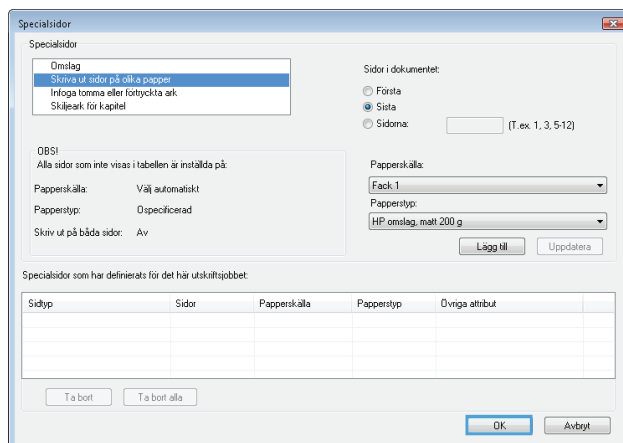 Specialsidor
Specialsidor
Omslag
Skriva ut sidor på olika papper
Infoga tomma eller förtryckta ark
Skiljeark för kapitel
Sidor i dokumentet:
Första
Sista
Sidorna:
(T.ex. 1, 3, 5-12)
OBS!
Alla sidor som inte visas i tabellen är inställda på:
Papperskälla: Välj automatiskt
Papperstyp: Ospecificerad
Skriv ut på båda sidor: Av
Papperskälla:
Fack 1
Papperstyp:
HP omslag, matt 200 g
Lägg till Uppdatera
Specialsidor som har definierats för det här utskriftsjobbet:
Sidtyp Sidor Papperskälla Papperstyp Övriga attribut
Ta bort Ta bort alla
OK Avbryt